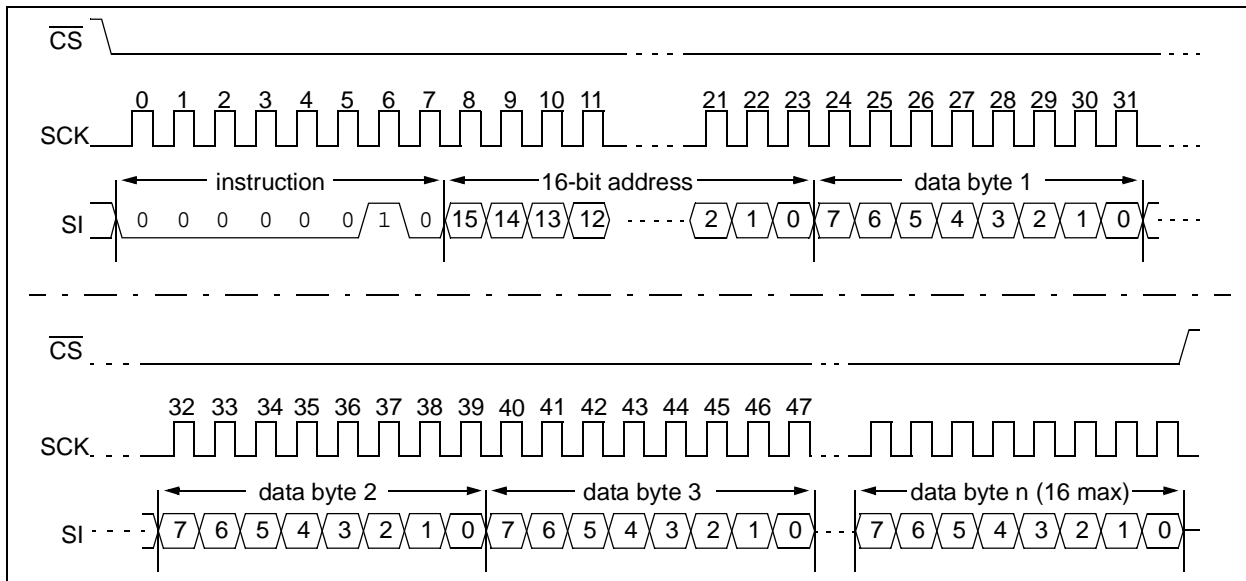 CS
0 1 2 3 4 5 6 7 8 9 10 11 21 22 23 24 25 26 27 28 29 30 31
SCK
instruction 16-bit address data byte 1
SI 0 0 0 0 0 0 1 0 15 14 13 12 2 1 0 7 6 5 4 3 2 1 0
CS
32 33 34 35 36 37 38 39 40 41 42 43 44 45 46 47
SCK
data byte 2 data byte 3 data byte n (16 max)
SI 7 6 5 4 3 2 1 0 7 6 5 4 3 2 1 0 7 6 5 4 3 2 1 0